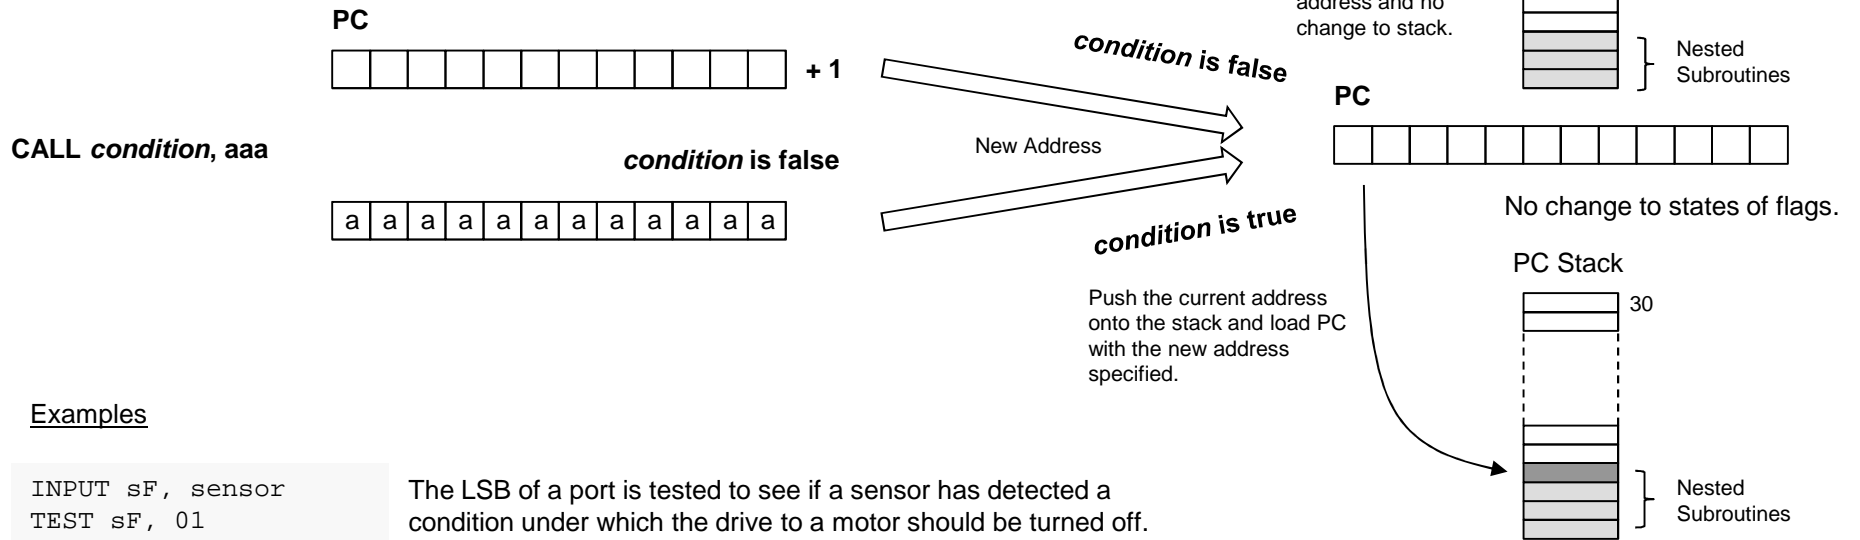 address and no
change to stack.
PC
condition is false
Nested
Subroutines
+ 1
PC
CALL condition, aaa
condition is false
New Address
a a a a a a a a a a a a
condition is true
No change to states of flags.
PC Stack
30
Push the current address
onto the stack and load PC
with the new address
specified.
Examples
INPUT sF, sensor
TEST sF, 01
The LSB of a port is tested to see if a sensor has detected a
condition under which the drive to a motor should be turned off.
Nested
Subroutines